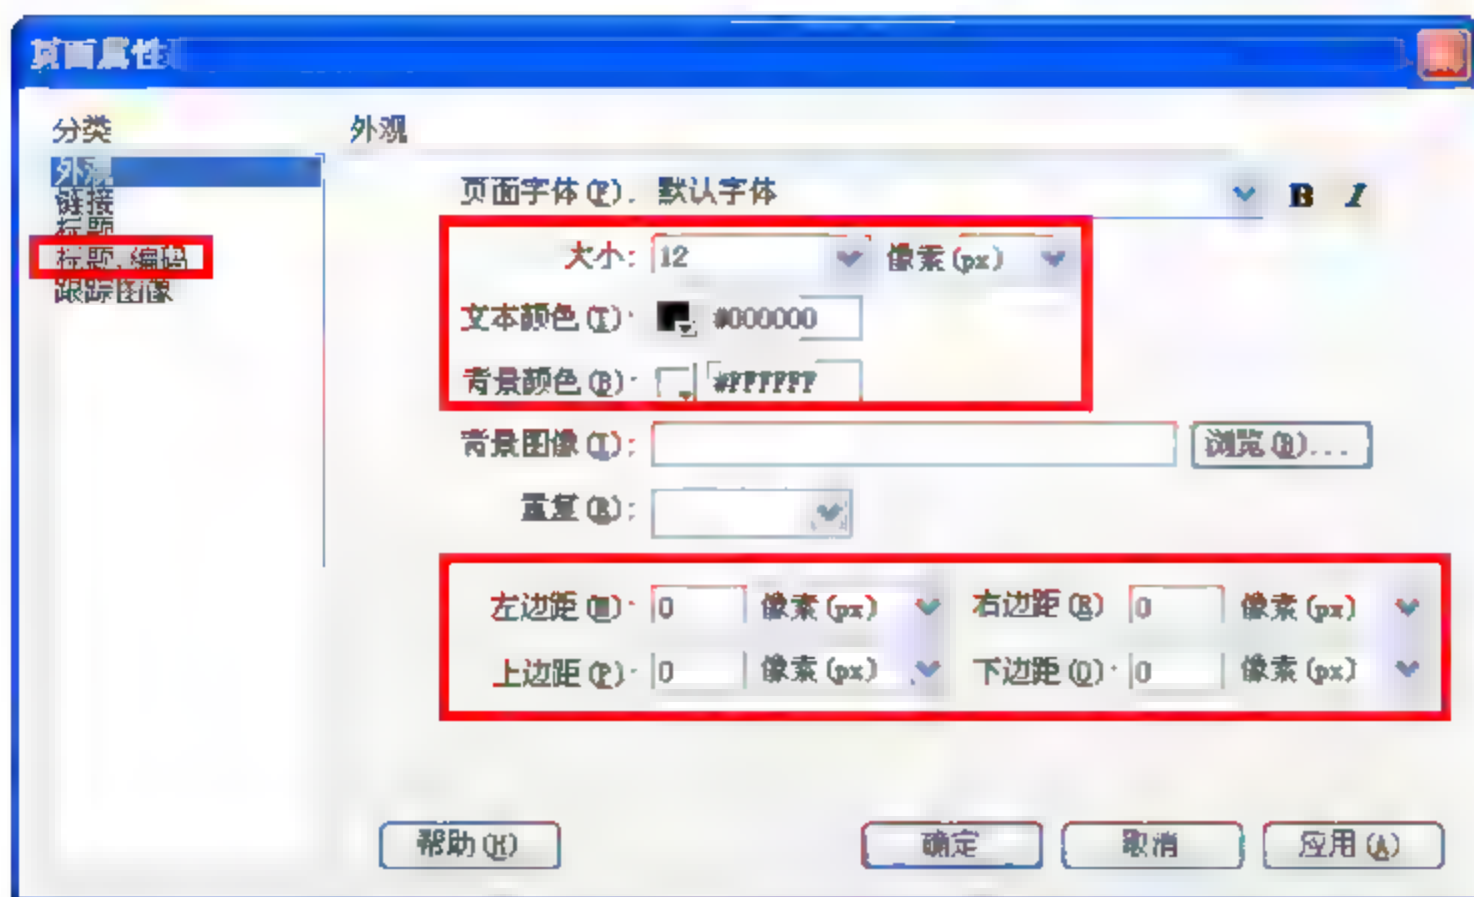 页面属性
分类
外观
链接
标题
标题/编码
跟踪图像
外观
页面字体(F): 默认字体 B I
大小: 12 像素(px)
文本颜色(T): #000000
背景颜色(B): #FFFFFF
背景图像(I): 浏览(B)...
重复(R):
左边距(M): 0 像素(px) 右边距(R) 0 像素(px)
上边距(P): 0 像素(px) 下边距(O): 0 像素(px)
帮助(H) 确定 取消 应用(A)